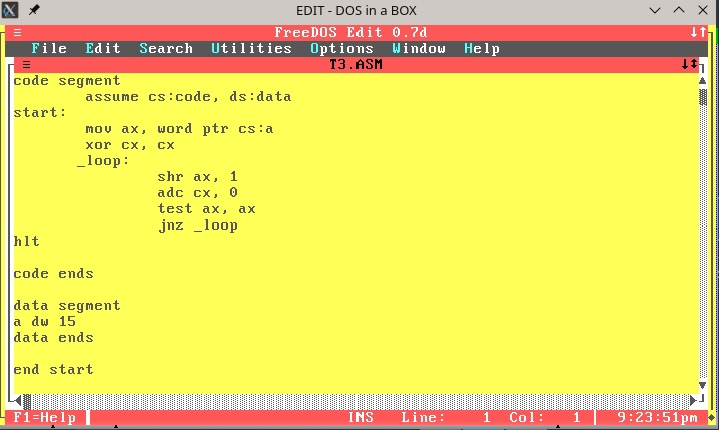 EDIT - DOS in a BOX
FreeDOS Edit 0.7d
File Edit Search Utilities Options Window Help
T3.ASM
code segment
assume cs:code, ds:data
start:
mov ax, word ptr cs:a
xor cx, cx
_loop:
shr ax, 1
adc cx, 0
test ax, ax
jnz _loop
hlt
code ends
data segment
a dw 15
data ends
end start
F1=Help INS Line: 1 Col: 1 9:23:51pm